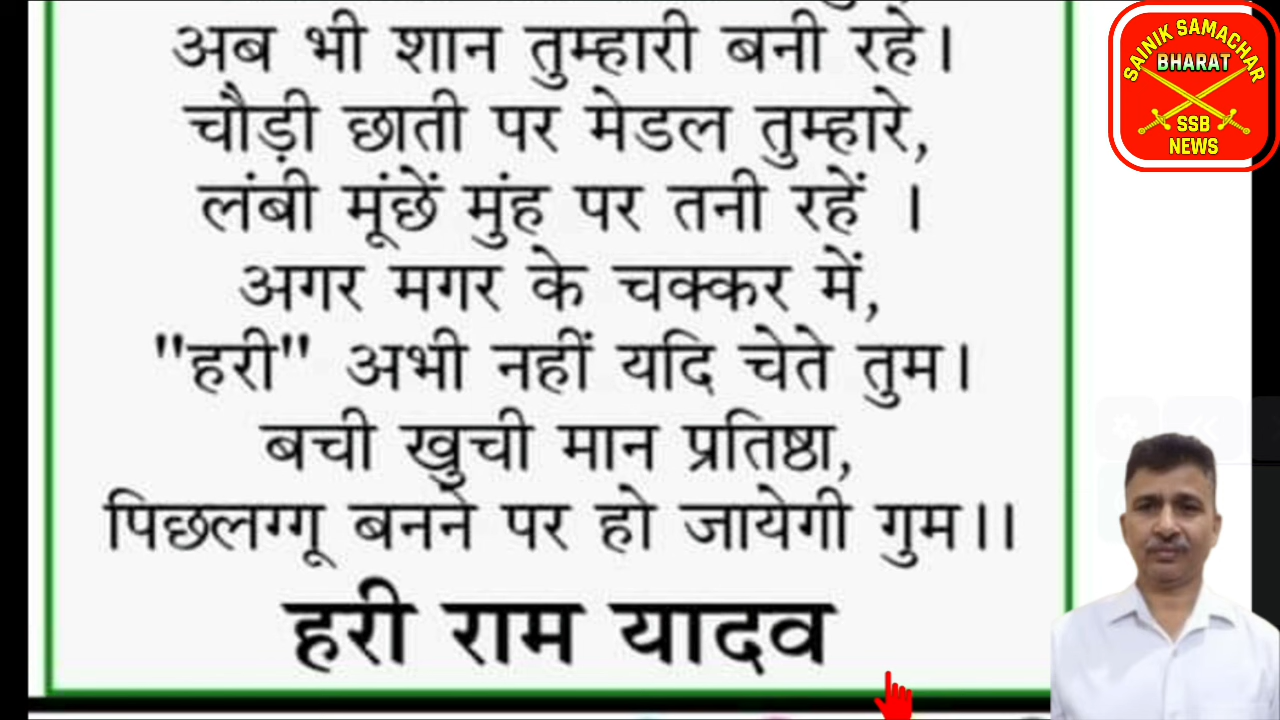 अब भी शान तुम्हारी बनी रहे।
चौड़ी छाती पर मेडल तुम्हारे,
लंबी मूंछें मुंह पर तनी रहें ।
अगर मगर के चक्कर में,
"हरी" अभी नहीं यदि चेते तुम।
बची खुची मान प्रतिष्ठा,
पिछलग्गू बनने पर हो जायेगी गुम।।
हरी राम यादव
SAINIK SAMACHAR
BHARAT
SSB
NEWS